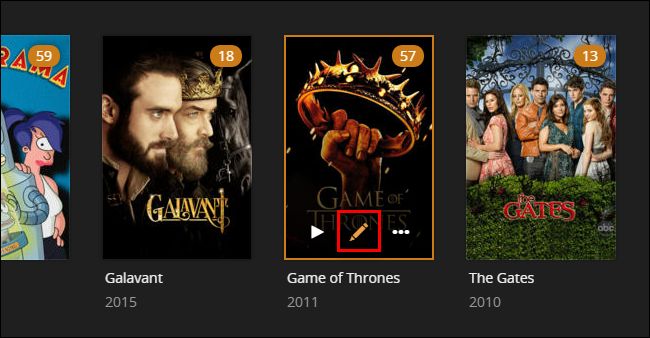 RAMA
59
18
57
13
GALAVANT
GAME OF
THRONES
The
GATES
abc
Galavant
Game of Thrones
The Gates
2015
2011
2010